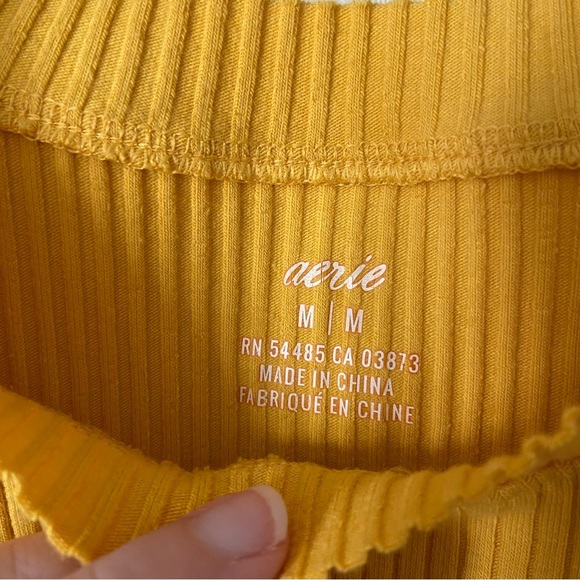 aerie
M | M
RN 54485 CA 03873
MADE IN CHINA
FABRIQUÉ EN CHINE